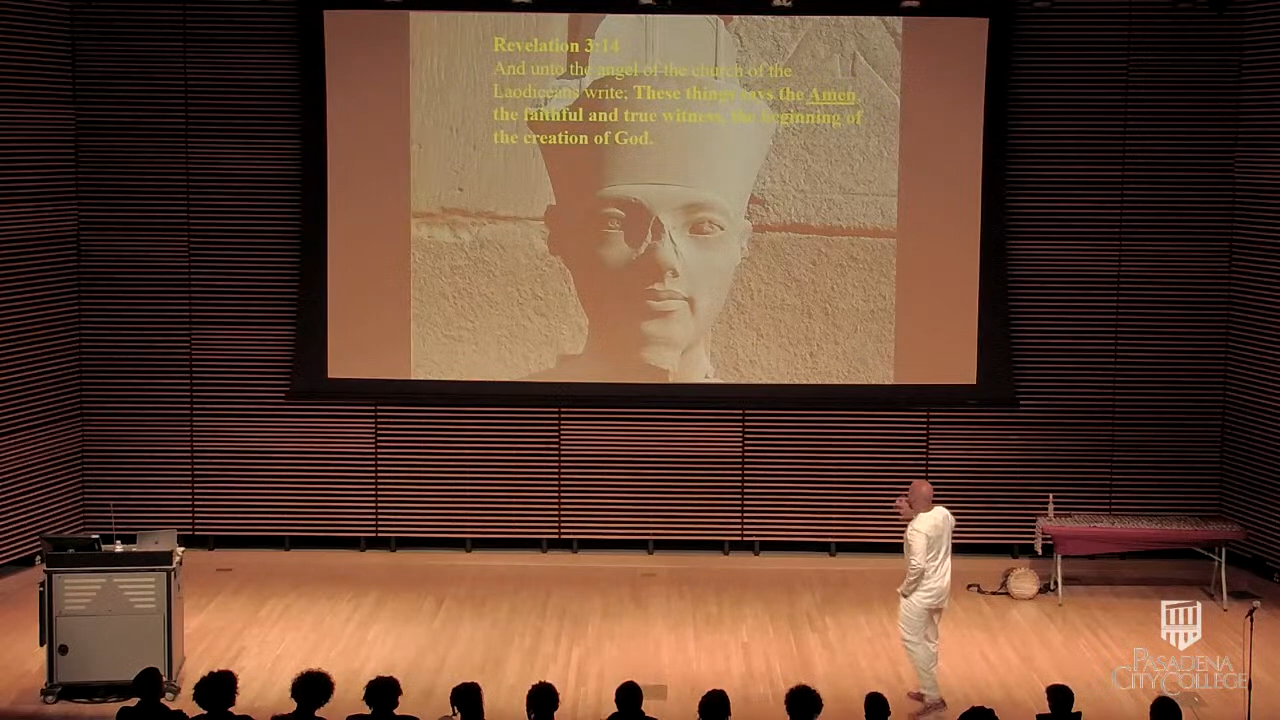 Revelation 3:14
And unto the angel of the church of the
Laodiceans write; These things says the Amen,
the faithful and true witness, the beginning of
the creation of God.
PASADENA
CITY COLLEGE